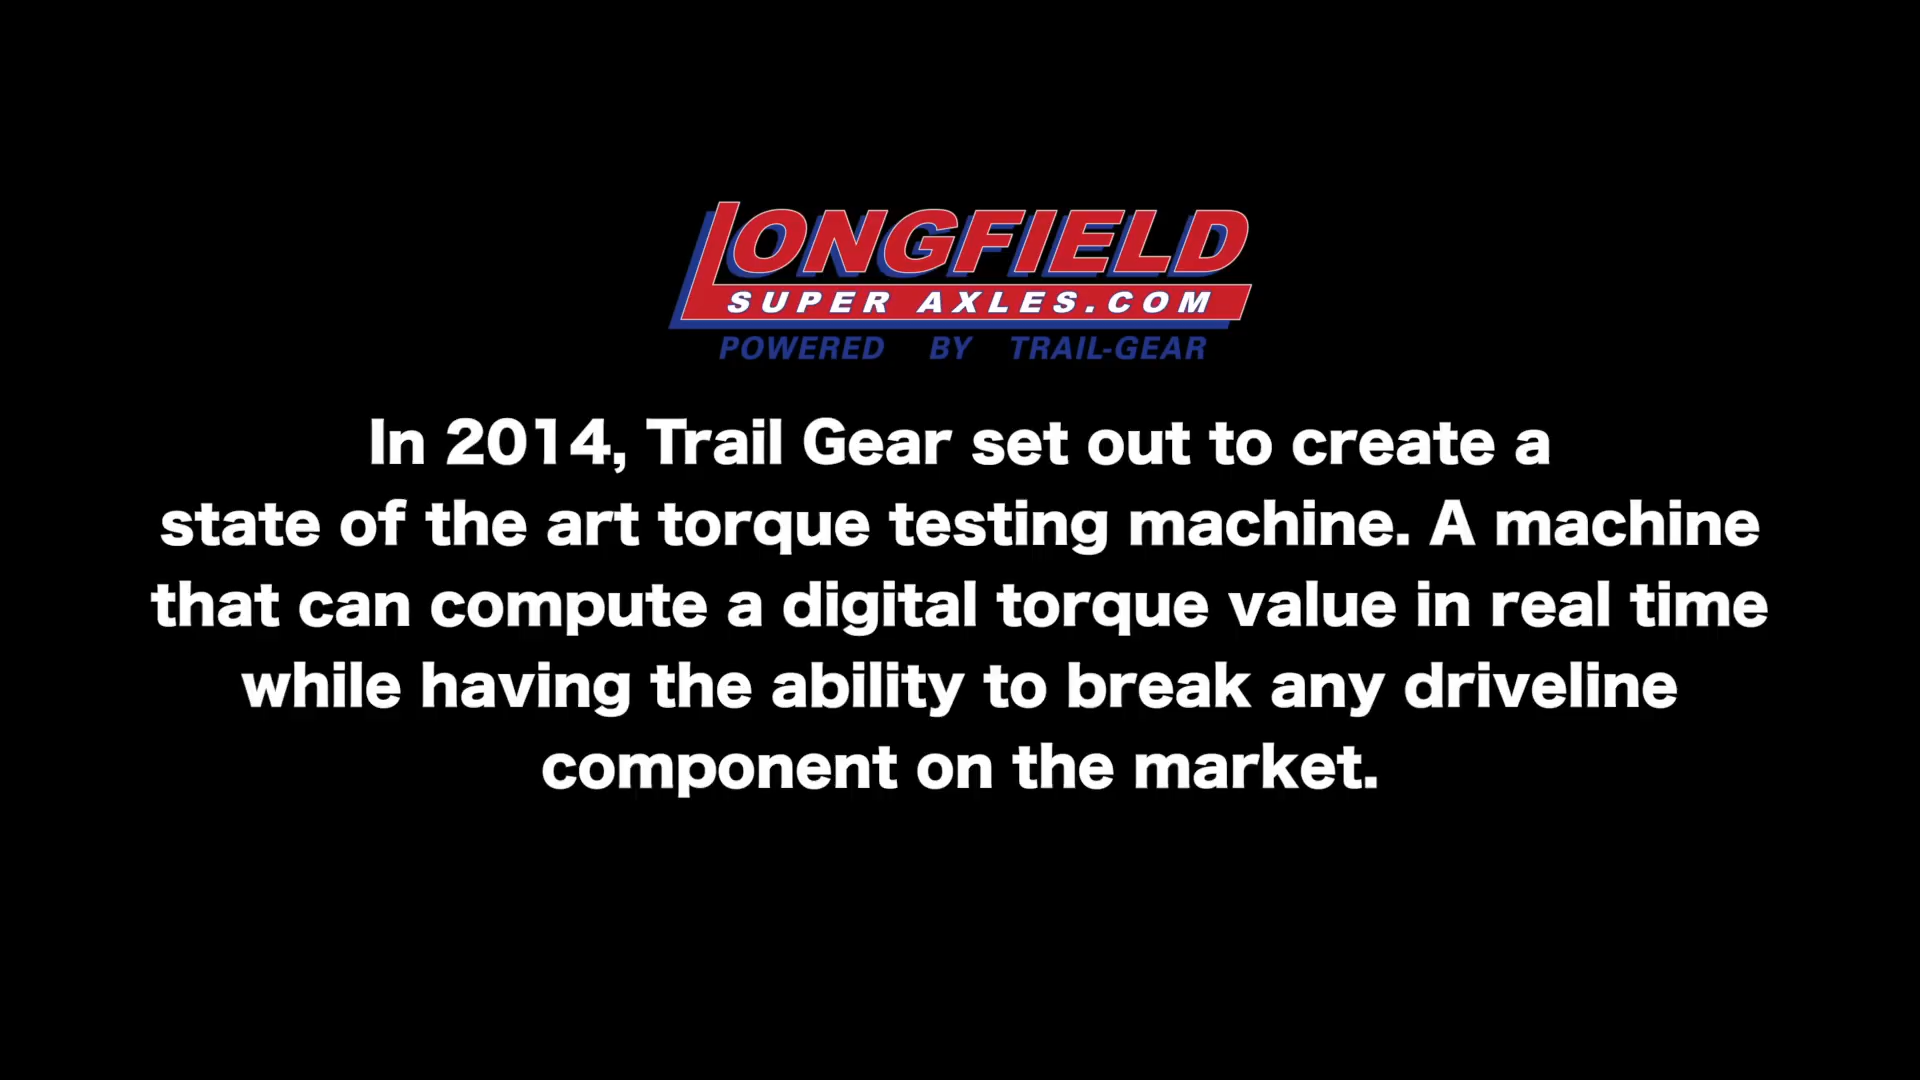 LONGFIELD
SUPER AXLES.COM
POWERED BY TRAIL-GEAR
In 2014, Trail Gear set out to create a
state of the art torque testing machine. A machine
that can compute a digital torque value in real time
while having the ability to break any driveline
component on the market.